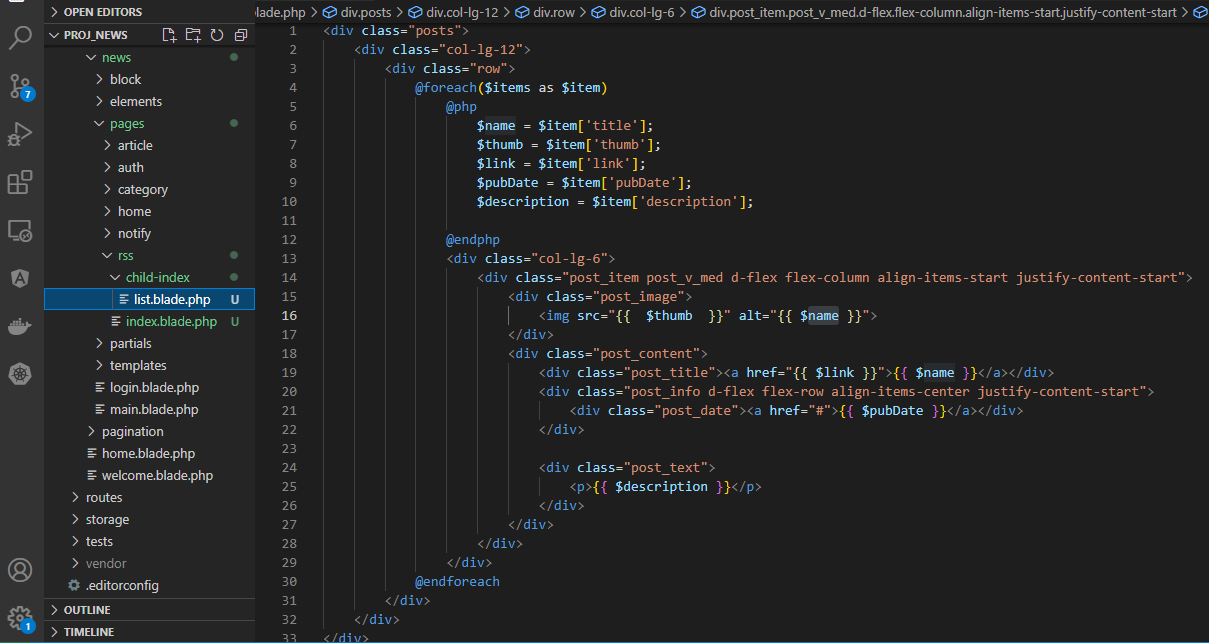 OPEN EDITORS
PROJ_NEWS
news
block
elements
pages
article
auth
category
home
notify
rss
child-index
list.blade.php U
index.blade.php U
partials
templates
login.blade.php
main.blade.php
pagination
home.blade.php
welcome.blade.php
routes
storage
tests
vendor
.editorconfig
OUTLINE
TIMELINE
7
1
lade.php > div.posts > div.col-lg-12 > div.row > div.col-lg-6 > div.post_item.post_v_med.d-flex.flex-column.align-items-start.justify-content-start >
1 <div class="posts">
2 <div class="col-lg-12">
3 <div class="row">
4 @foreach($items as $item)
5 @php
6 $name = $item['title'];
7 $thumb = $item['thumb'];
8 $link = $item['link'];
9 $pubDate = $item['pubDate'];
10 $description = $item['description'];
11
12 @endphp
13 <div class="col-lg-6">
14 <div class="post_item post_v_med d-flex flex-column align-items-start justify-content-start">
15 <div class="post_image">
16 <img src="{{  $thumb  }}" alt="{{ $name }}">
17 </div>
18 <div class="post_content">
19 <div class="post_title"><a href="{{ $link }}">{{ $name }}</a></div>
20 <div class="post_info d-flex flex-row align-items-center justify-content-start">
21 <div class="post_date"><a href="#">{{ $pubDate }}</a></div>
22 </div>
23
24 <div class="post_text">
25 <p>{{ $description }}</p>
26 </div>
27 </div>
28 </div>
29 </div>
30 @endforeach
31 </div>
32 </div>
33 </div>